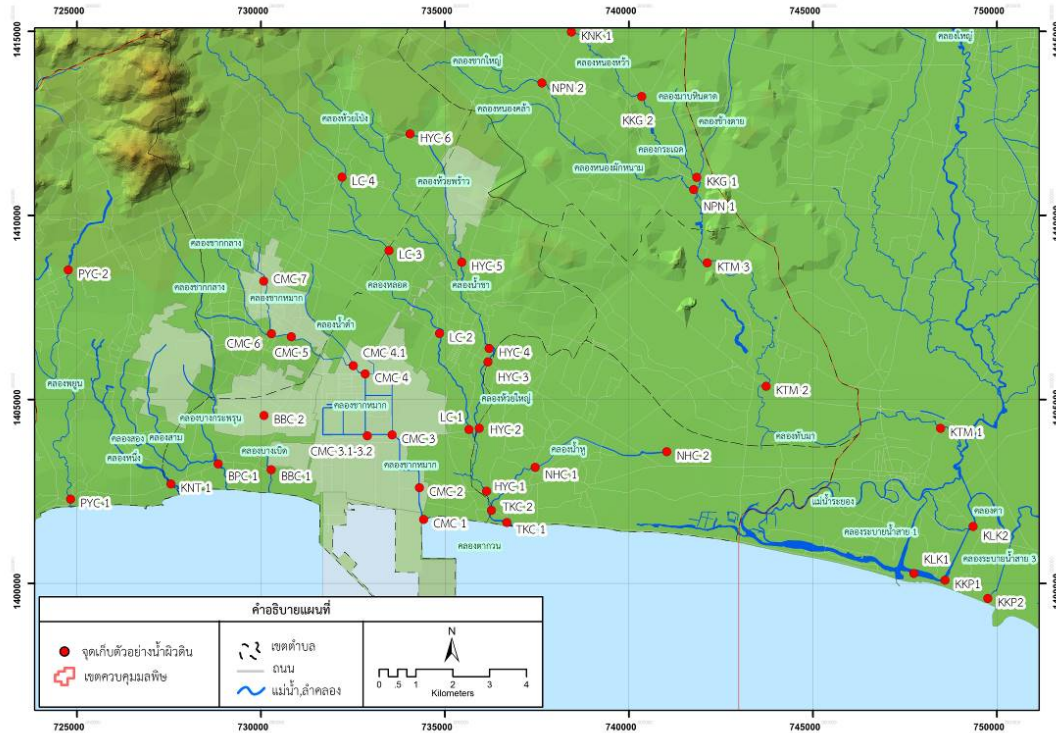 725000 730000 735000 740000 745000 750000
1415000
1415000
KNK-1
คลองใหญ่
คลองหนองหว้า
คลองชากใหญ่
NPN-2
คลองมาบหินตาด
คลองหนองคล้า
คลองห้วยโป่ง
KKG-2
คลองช้างตาย
HYC-6
คลองกระเฉด
คลองหนองผักหนาม
LC-4
คลองห้วยพร้าว
KKG-1
NPN-1
1410000
1410000
คลองชากกลาง
LC-3
HYC-5
KTM-3
PYC-2
CMC-7
คลองน้ำชา
คลองหลอด
คลองชากกลาง
คลองชากหมาก
คลองน้ำดำ
LC-2
CMC-6
CMC-5
CMC-4.1
HYC-4
HYC-3
CMC-4
KTM-2
คลองพยูน
คลองห้วยใหญ่
1405000
1405000
คลองชากหมาก
คลองบางกระพรุน
BBC-2
LC-1
HYC-2
KTM-1
CMC-3
คลองทับมา
คลองสอง
คลองสาม
คลองน้ำหู
CMC-3.1-3.2
NHC-2
คลองบางเบิด
คลองหนึ่ง
คลองชากหมาก
NHC-1
BPC-1
BBC-1
KNT-1
CMC-2
HYC-1
แม่น้ำระยอง
PYC-1
TKC-2
คลองคา
CMC-1
TKC-1
คลองระบายน้ำสาย 1
KLK2
คลองตากวน
คลองระบายน้ำสาย 3
KLK1
1400000
1400000
KKP1
KKP2
คำอธิบายแผนที่
จุดเก็บตัวอย่างน้ำผิวดิน
เขตควบคุมมลพิษ
เขตตำบล
ถนน
แม่น้ำ,ลำคลอง
N
0 .5 1 2 3 4
Kilometers
725000 730000 735000 740000 745000 750000